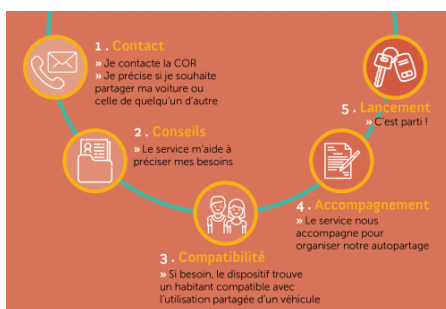 1. Contact
» Je contacte la COR
» Je précise si je souhaite
partager ma voiture ou
celle de quelqu'un d'autre
2. Conseils
» Le service m'aide à
préciser mes besoins
3. Compatibilité
» Si besoin, le dispositif trouve
un habitant compatible avec
l'utilisation partagée d'un véhicule
4. Accompagnement
» Le service nous
accompagne pour
organiser notre autopartage
5. Lancement
» C'est parti !